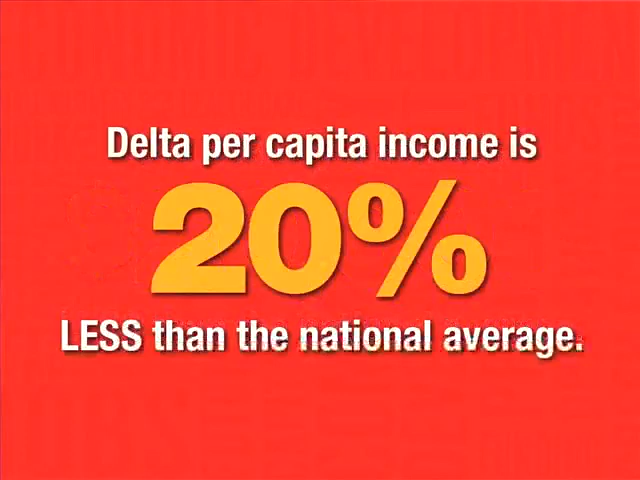 Delta per capita income is
20%
LESS than the national average.